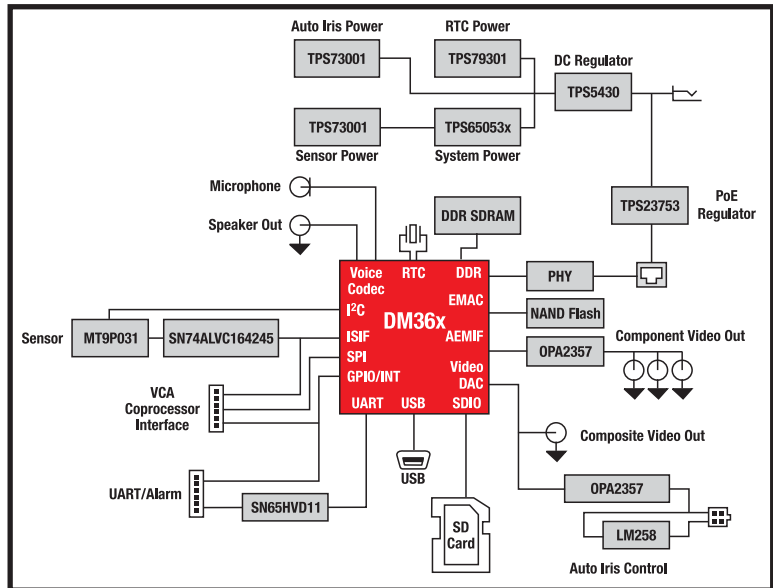 Auto Iris Power
RTC Power
TPS73001
TPS79301
DC Regulator
TPS5430
TPS73001
TPS65053x
Sensor Power
System Power
Microphone
TPS23753
PoE
Regulator
Speaker Out
DDR SDRAM
Voice
Codec
RTC
DDR
PHY
I²C
EMAC
NAND Flash
DM36x
Sensor
MT9P031
SN74ALVC164245
ISIF
AEMIF
Component Video Out
SPI
OPA2357
GPIO/INT
Video
DAC
VCA
Coprocessor
Interface
UART
USB
SDIO
Composite Video Out
USB
UART/Alarm
SN65HVD11
OPA2357
SD
Card
LM258
Auto Iris Control